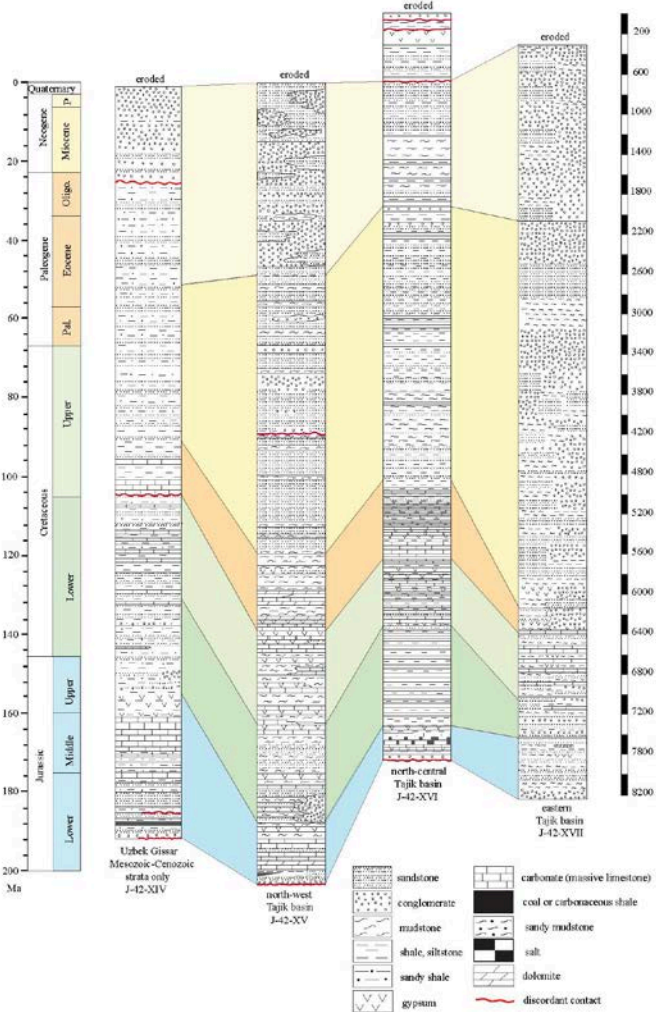 eroded
eroded
eroded
eroded
0
20
40
60
80
100
120
140
160
180
200
Ma
Quaternary
Neogene
P
Miocene
Paleogene
Oligo.
Eocene
Pal.
Cretaceous
Upper
Lower
Jurassic
Upper
Middle
Lower
200
600
1000
1400
1800
2200
2600
3000
3400
3800
4200
4800
5200
5600
6000
6400
6800
7200
7800
8200
Uzbek Gissar
Mesozoic-Cenozoic
strata only
J-42-XIV
north-west
Tajik basin
J-42-XV
north-central
Tajik basin
J-42-XVI
eastern
Tajik basin
J-42-XVII
sandstone
conglomerate
mudstone
shale, siltstone
sandy shale
gypsum
carbonate (massive limestone)
coal or carbonaceous shale
sandy mudstone
salt
dolomite
discordant contact